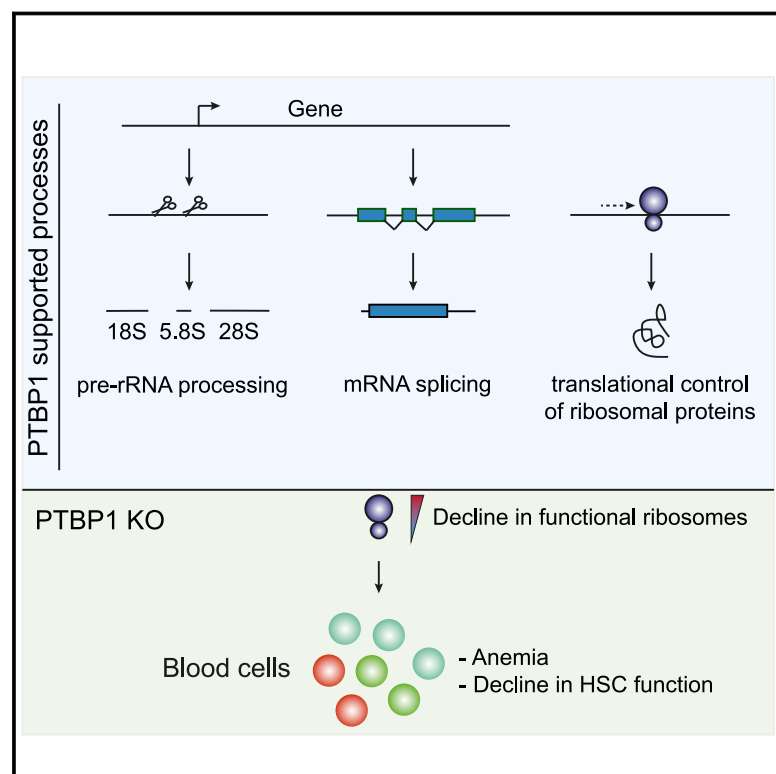 PTBP1 supported processes
Gene
18S 5.8S 28S
pre-rRNA processing
mRNA splicing
translational control
of ribosomal proteins
PTBP1 KO
Decline in functional ribosomes
Blood cells
- Anemia
- Decline in HSC function